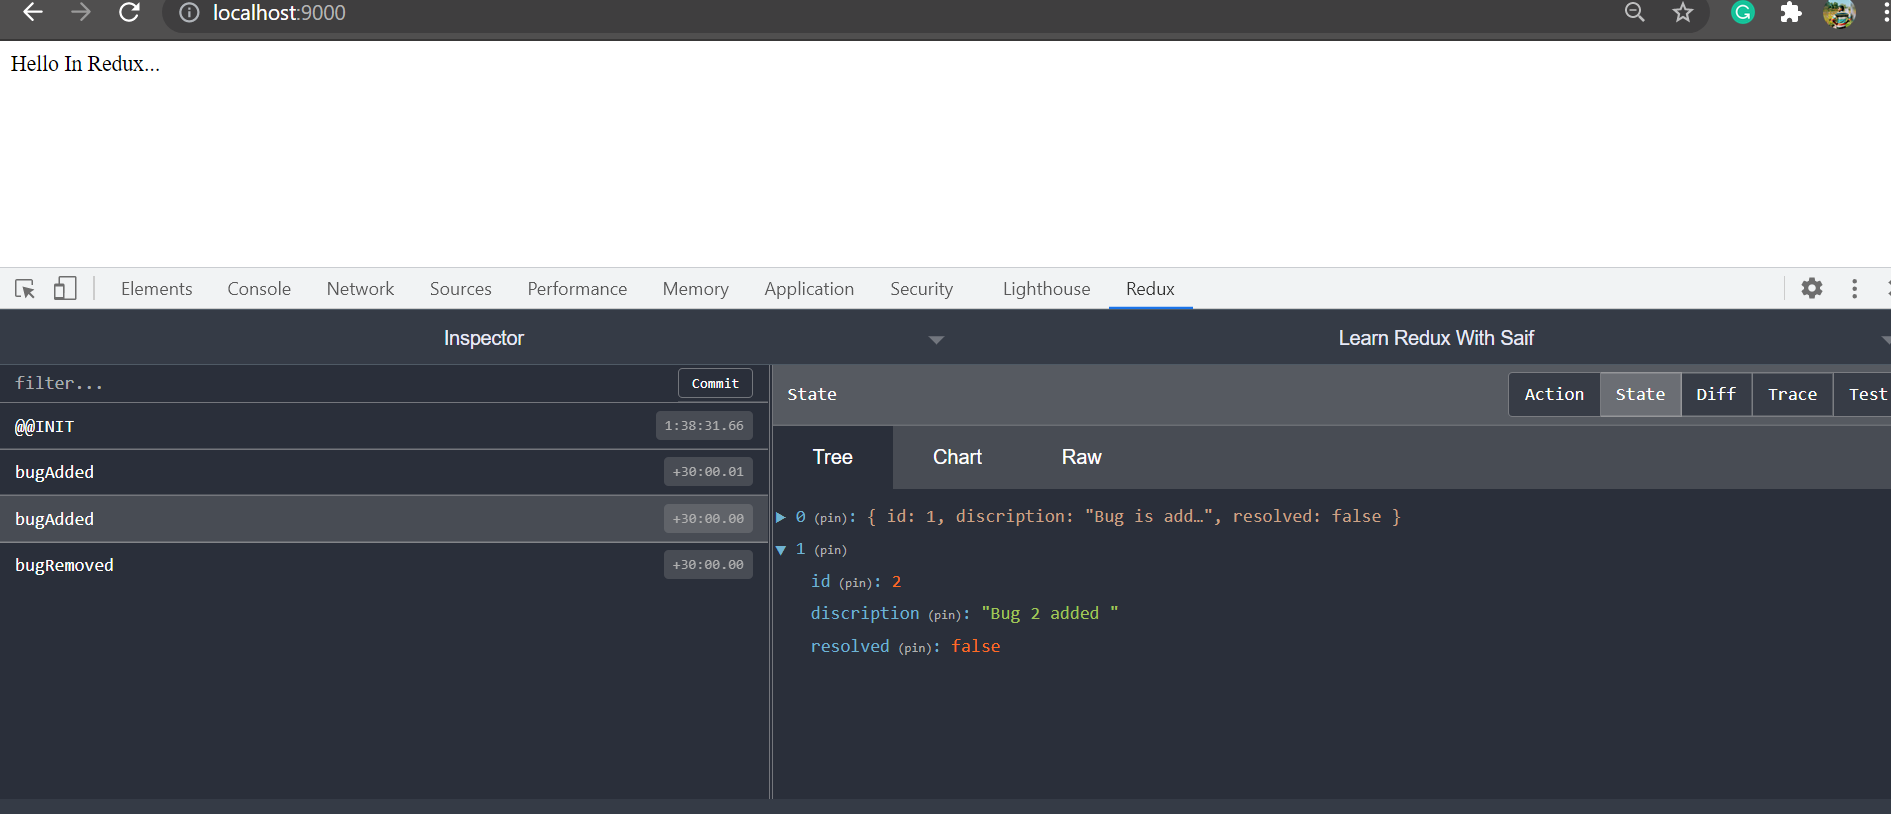 localhost:9000
Hello In Redux...
Elements Console Network Sources Performance Memory Application Security Lighthouse Redux
Inspector Learn Redux With Saif
filter... Commit
State Action State Diff Trace Test
@@INIT 1:38:31.66
Tree Chart Raw
bugAdded +30:00.01
bugAdded +30:00.00
bugRemoved +30:00.00
0 (pin): { id: 1, discription: "Bug is add…", resolved: false }
1 (pin)
id (pin): 2
discription (pin): "Bug 2 added "
resolved (pin): false